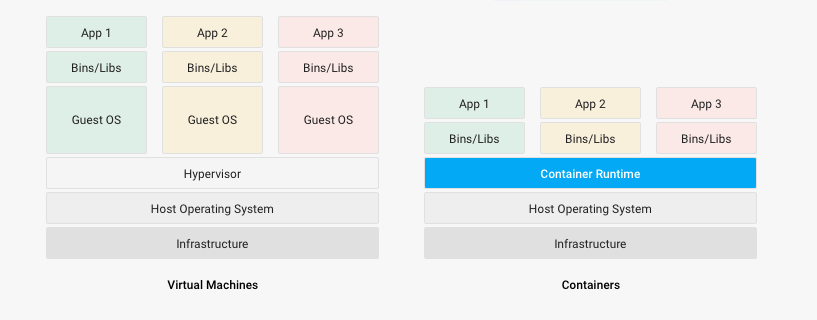 App 1
App 2
App 3
Bins/Libs
Bins/Libs
Bins/Libs
Guest OS
Guest OS
Guest OS
Hypervisor
Host Operating System
Infrastructure
Virtual Machines
App 1
App 2
App 3
Bins/Libs
Bins/Libs
Bins/Libs
Container Runtime
Host Operating System
Infrastructure
Containers